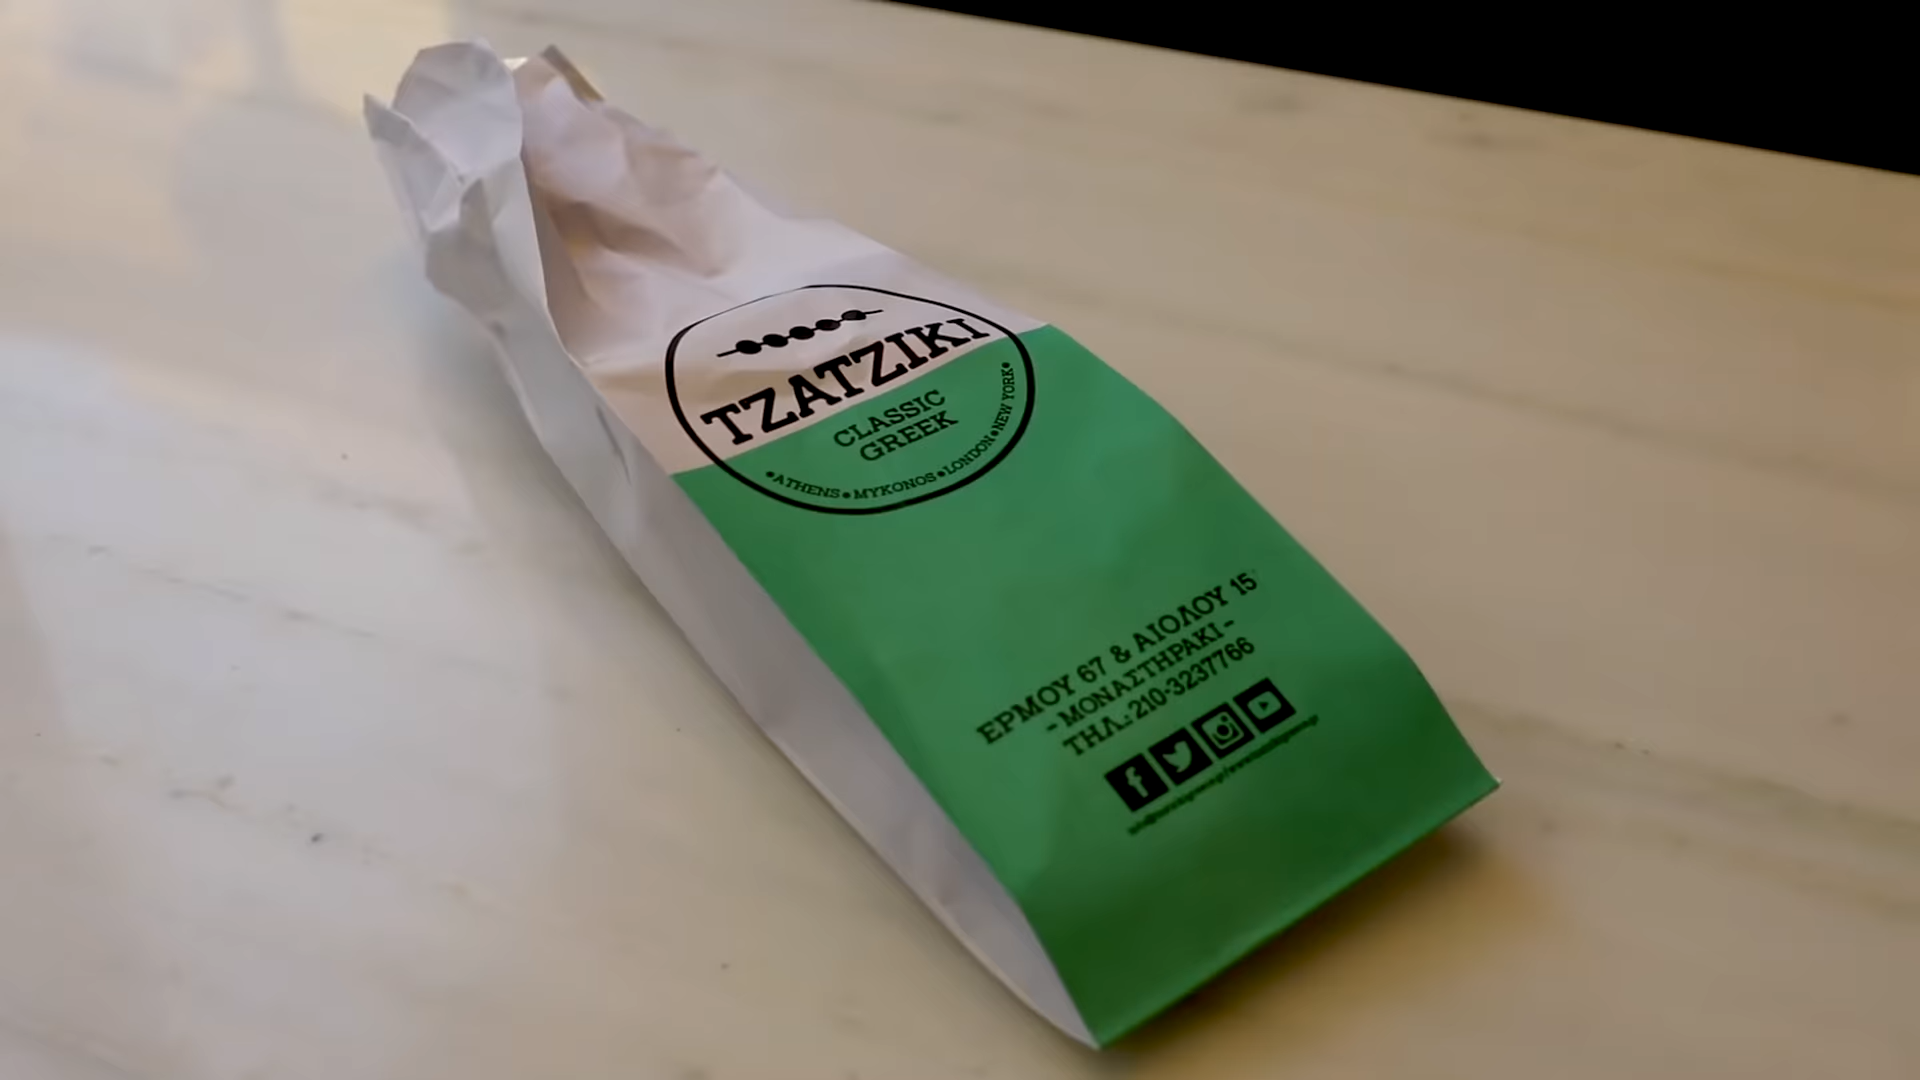 TZATZIKI
CLASSIC
GREEK
•ATHENS•MYKONOS•LONDON•NEW YORK•
ΕΡΜΟΥ 67 & ΑΙΟΛΟΥ 15
- ΜΟΝΑΣΤΗΡΑΚΙ -
ΤΗΛ.: 210-3237766